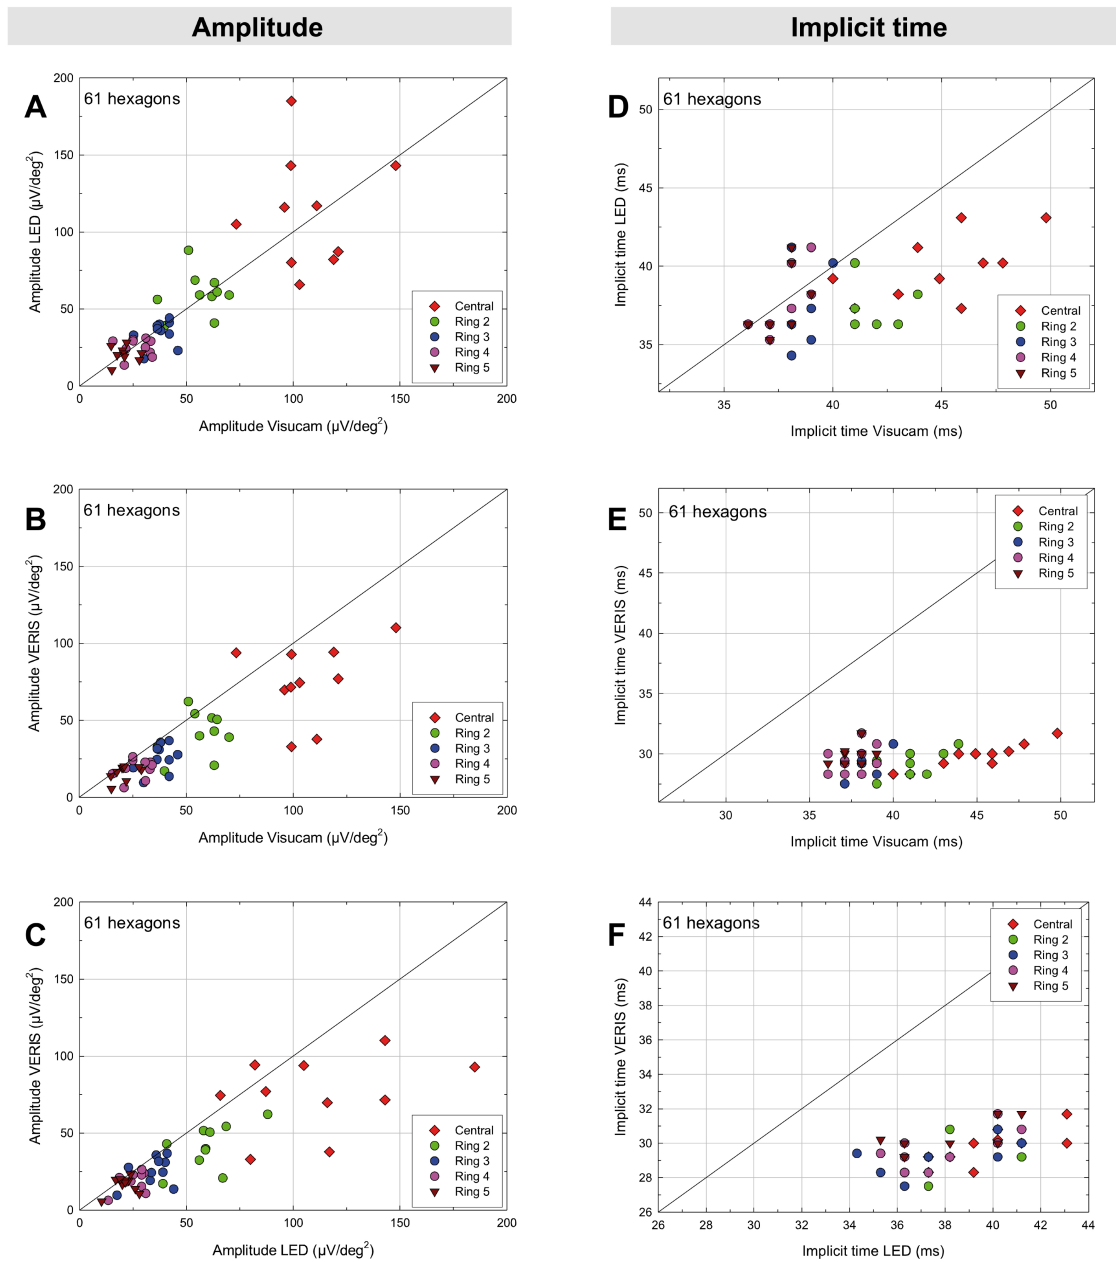 Amplitude
Implicit time
A
61 hexagons
200
150
100
50
0
0
50
100
150
200
Amplitude LED (µV/deg²)
Amplitude Visucam (µV/deg²)
Central
Ring 2
Ring 3
Ring 4
Ring 5
D
61 hexagons
50
45
40
35
35
40
45
50
Implicit time LED (ms)
Implicit time Visucam (ms)
Central
Ring 2
Ring 3
Ring 4
Ring 5
B
61 hexagons
200
150
100
50
0
0
50
100
150
200
Amplitude VERIS (µV/deg²)
Amplitude Visucam (µV/deg²)
Central
Ring 2
Ring 3
Ring 4
Ring 5
E
61 hexagons
50
45
40
35
30
30
35
40
45
50
Implicit time VERIS (ms)
Implicit time Visucam (ms)
Central
Ring 2
Ring 3
Ring 4
Ring 5
C
61 hexagons
200
150
100
50
0
0
50
100
150
200
Amplitude VERIS (µV/deg²)
Amplitude LED (µV/deg²)
Central
Ring 2
Ring 3
Ring 4
Ring 5
F
61 hexagons
44
42
40
38
36
34
32
30
28
26
26
28
30
32
34
36
38
40
42
44
Implicit time VERIS (ms)
Implicit time LED (ms)
Central
Ring 2
Ring 3
Ring 4
Ring 5